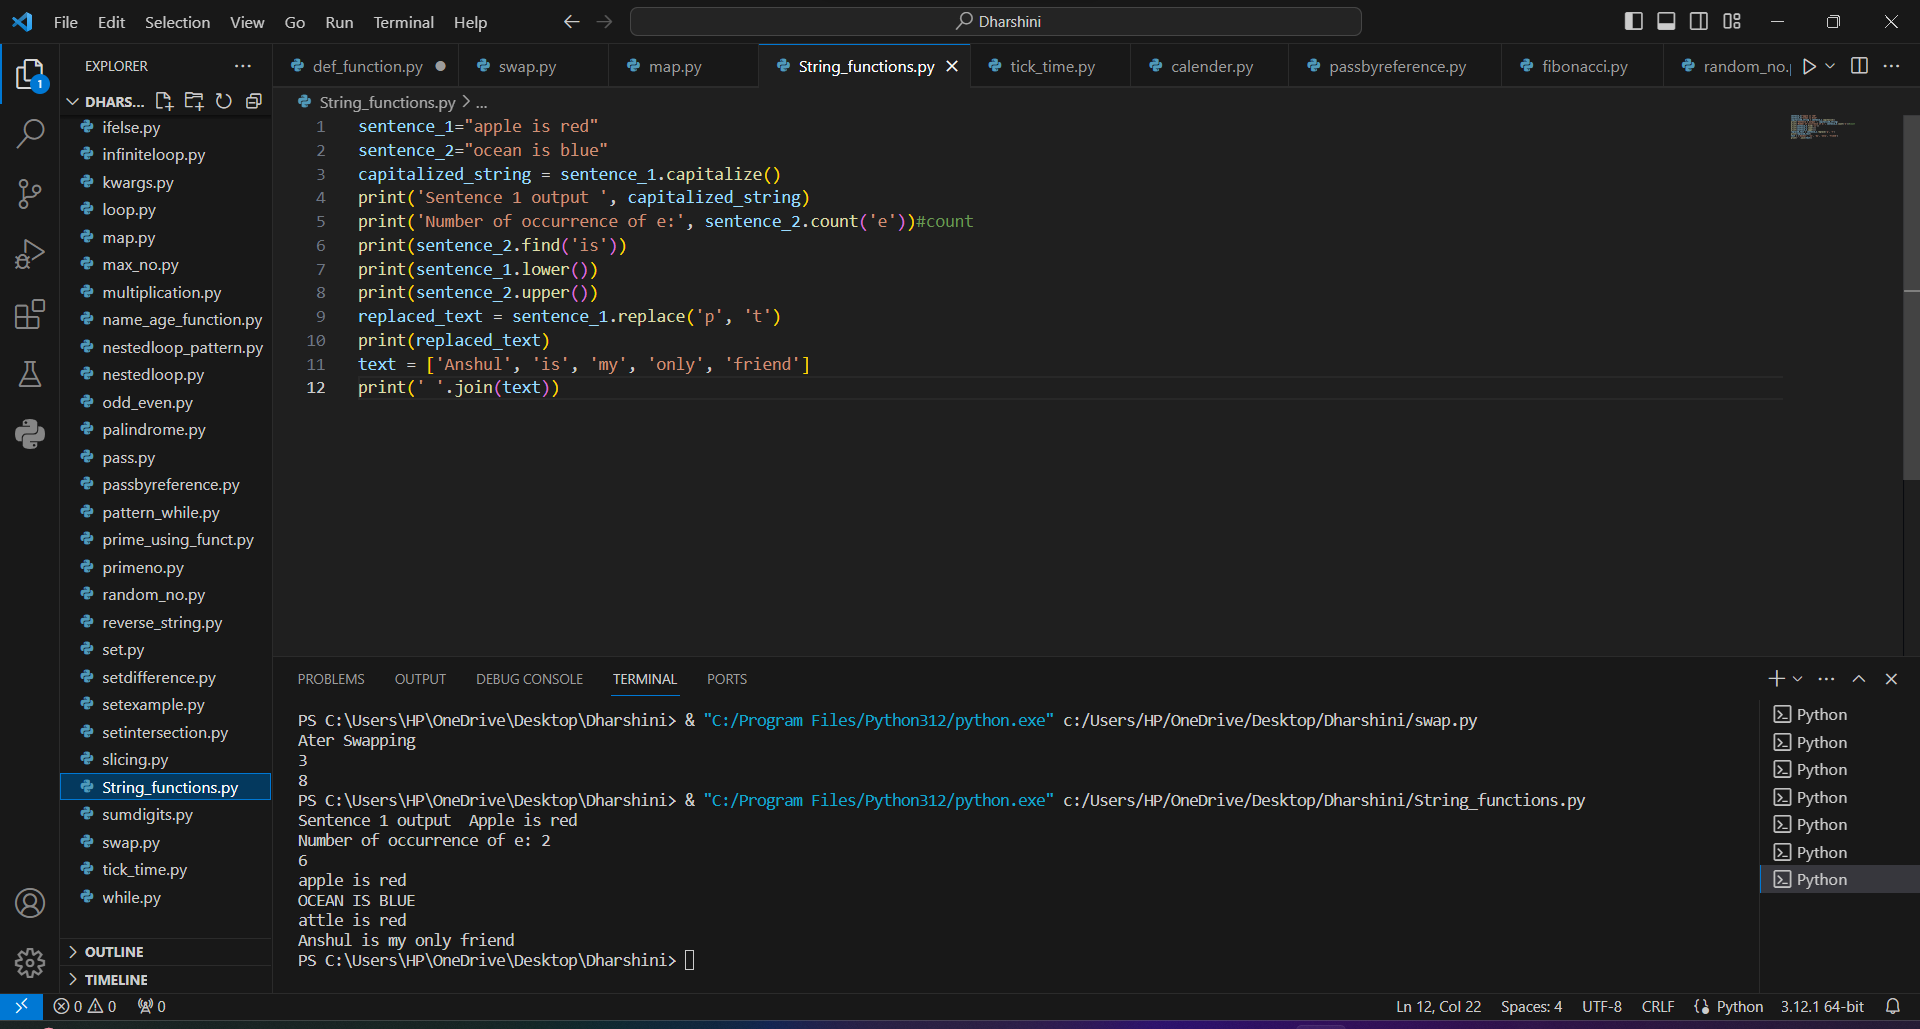 File Edit Selection View Go Run Terminal Help
Dharshini
EXPLORER
DHARS...
ifelse.py
infiniteloop.py
kwargs.py
loop.py
map.py
max_no.py
multiplication.py
name_age_function.py
nestedloop_pattern.py
nestedloop.py
odd_even.py
palindrome.py
pass.py
passbyreference.py
pattern_while.py
prime_using_funct.py
primeno.py
random_no.py
reverse_string.py
set.py
setdifference.py
setexample.py
setintersection.py
slicing.py
String_functions.py
sumdigits.py
swap.py
tick_time.py
while.py
OUTLINE
TIMELINE
1
def_function.py swap.py map.py String_functions.py tick_time.py calender.py passbyreference.py fibonacci.py random_no.
String_functions.py > ...
1 sentence_1="apple is red"
2 sentence_2="ocean is blue"
3 capitalized_string = sentence_1.capitalize()
4 print('Sentence 1 output ', capitalized_string)
5 print('Number of occurrence of e:', sentence_2.count('e'))#count
6 print(sentence_2.find('is'))
7 print(sentence_1.lower())
8 print(sentence_2.upper())
9 replaced_text = sentence_1.replace('p', 't')
10 print(replaced_text)
11 text = ['Anshul', 'is', 'my', 'only', 'friend']
12 print(' '.join(text))
PROBLEMS OUTPUT DEBUG CONSOLE TERMINAL PORTS
PS C:\Users\HP\OneDrive\Desktop\Dharshini> & "C:/Program Files/Python312/python.exe" c:/Users/HP/OneDrive/Desktop/Dharshini/swap.py
Ater Swapping
3
8
PS C:\Users\HP\OneDrive\Desktop\Dharshini> & "C:/Program Files/Python312/python.exe" c:/Users/HP/OneDrive/Desktop/Dharshini/String_functions.py
Sentence 1 output  Apple is red
Number of occurrence of e: 2
6
apple is red
OCEAN IS BLUE
attle is red
Anshul is my only friend
PS C:\Users\HP\OneDrive\Desktop\Dharshini>
Python
Python
Python
Python
Python
Python
Python
0 0 0 Ln 12, Col 22 Spaces: 4 UTF-8 CRLF Python 3.12.1 64-bit